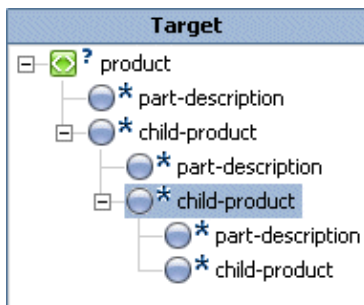 Target
? product
* part-description
* child-product
* part-description
* child-product
* part-description
* child-product